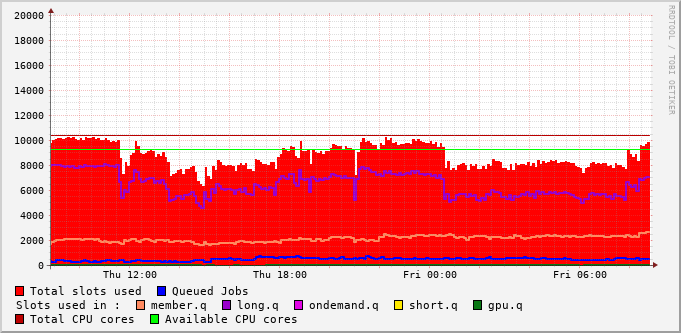 RRDTOOL / TOBI OETIKER
20000
18000
16000
14000
12000
10000
8000
6000
4000
2000
0
Thu 12:00 Thu 18:00 Fri 00:00 Fri 06:00
Total slots used Queued Jobs
Slots used in : member.q long.q ondemand.q short.q gpu.q
Total CPU cores Available CPU cores